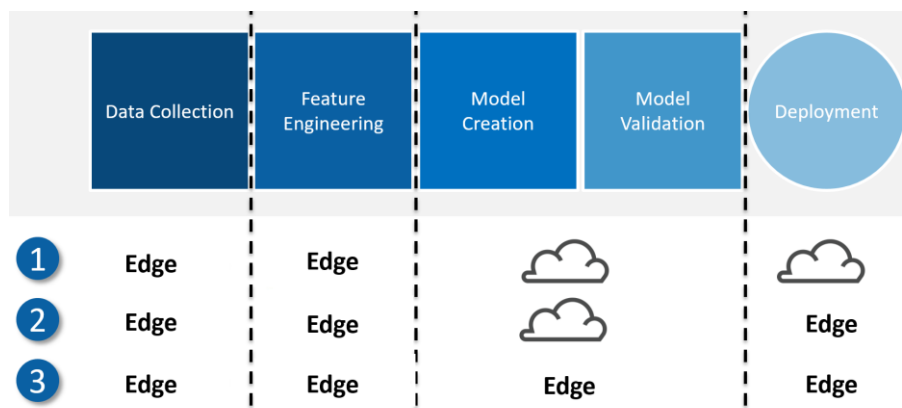 Data Collection
Feature
Engineering
Model
Creation
Model
Validation
Deployment
1
Edge
Edge
2
Edge
Edge
Edge
3
Edge
Edge
Edge
Edge